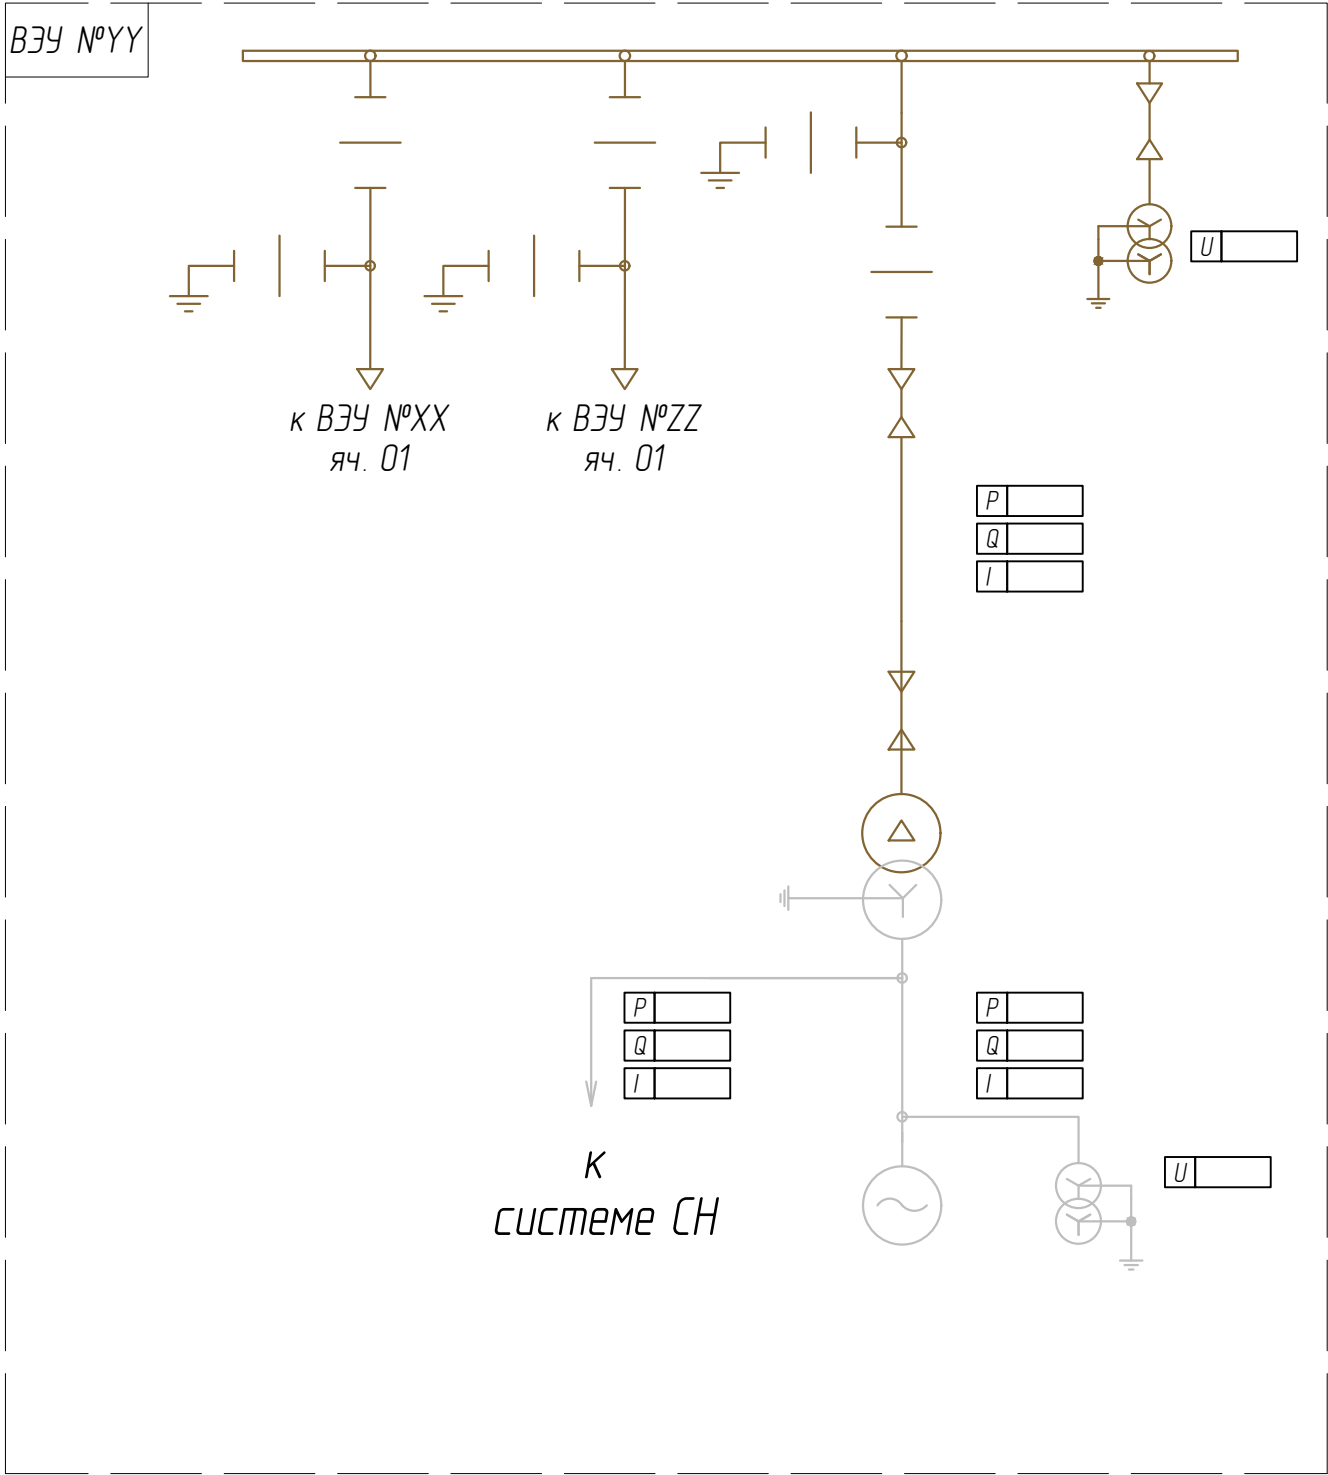 ВЭУ №YY
U
к ВЭУ №XX
яч. 01
к ВЭУ №ZZ
яч. 01
P
Q
I
P
Q
I
P
Q
I
к
системе СН
U